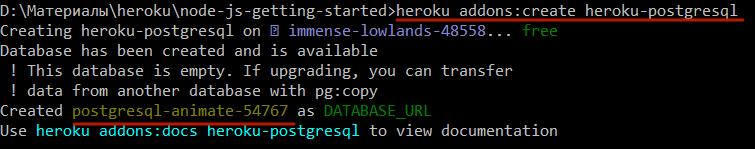 D:\Материалы\heroku\node-js-getting-started>heroku addons:create heroku-postgresql
Creating heroku-postgresql on ⍰ immense-lowlands-48558... free
Database has been created and is available
 ! This database is empty. If upgrading, you can transfer
 ! data from another database with pg:copy
Created postgresql-animate-54767 as DATABASE_URL
Use heroku addons:docs heroku-postgresql to view documentation